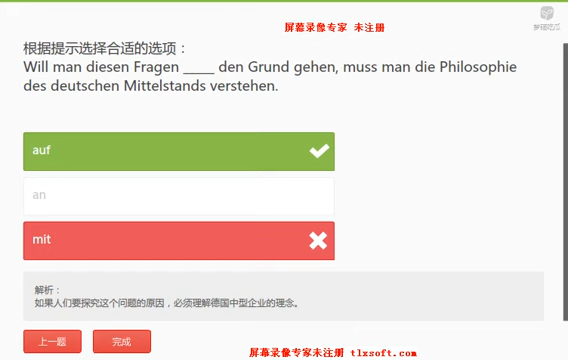 屏幕录像专家 未注册
根据提示选择合适的选项：
Will man diesen Fragen _____ den Grund gehen, muss man die Philosophie
des deutschen Mittelstands verstehen.
auf
an
mit
解析：
如果人们要探究这个问题的原因，必须理解德国中型企业的理念。
上一题
完成
屏幕录像专家未注册 tlxsoft.com